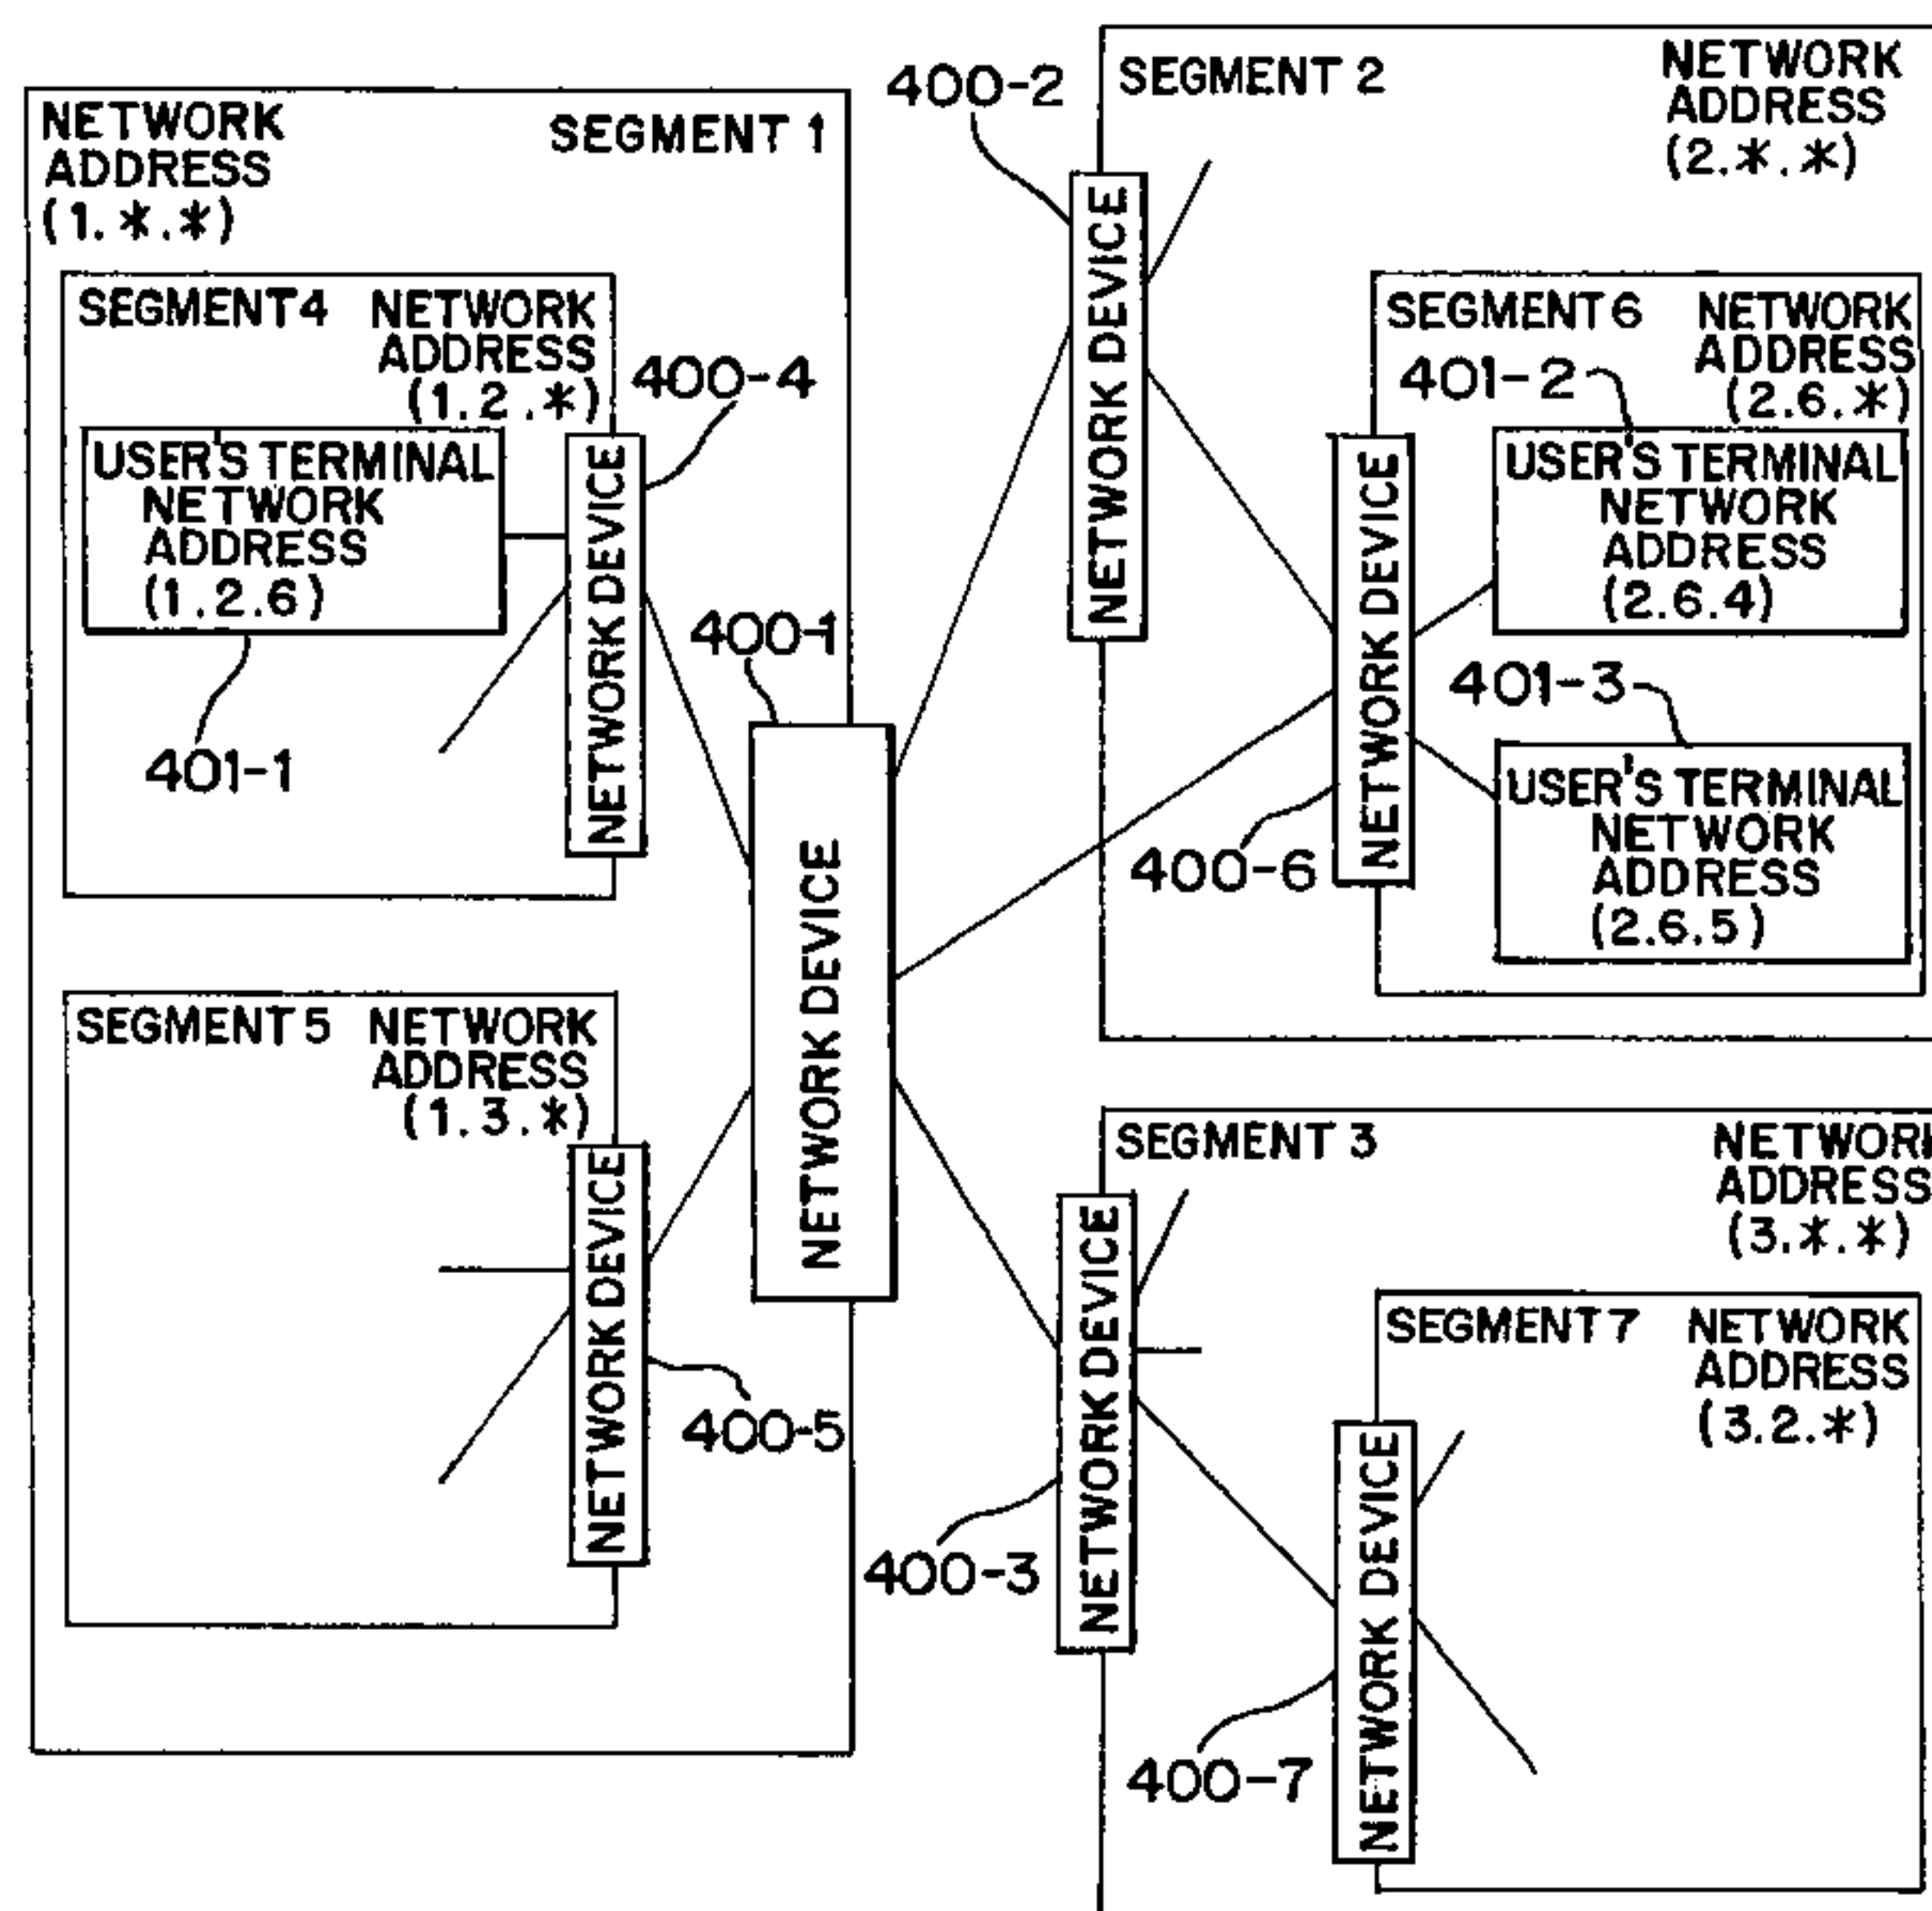 NETWORK
ADDRESS
(1.*.*)
SEGMENT 1
SEGMENT 4
NETWORK
ADDRESS
(1.2.*)
400-4
USER'S TERMINAL
NETWORK
ADDRESS
(1.2.6)
401-1
NETWORK DEVICE
400-1
NETWORK DEVICE
SEGMENT 5
NETWORK
ADDRESS
(1.3.*)
NETWORK DEVICE
400-5
400-2
SEGMENT 2
NETWORK
ADDRESS
(2.*.*)
NETWORK DEVICE
SEGMENT 6
NETWORK
ADDRESS
(2.6.*)
401-2
USER'S TERMINAL
NETWORK
ADDRESS
(2.6.4)
NETWORK DEVICE
401-3
400-6
USER'S TERMINAL
NETWORK
ADDRESS
(2.6.5)
SEGMENT 3
NETWORK
ADDRESS
(3.*.*)
NETWORK DEVICE
400-3
SEGMENT 7
NETWORK
ADDRESS
(3.2.*)
NETWORK DEVICE
400-7